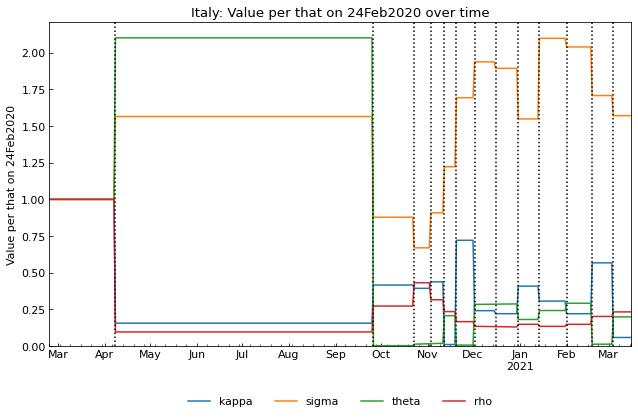 Italy: Value per that on 24Feb2020 over time
Value per that on 24Feb2020
2.00
1.75
1.50
1.25
1.00
0.75
0.50
0.25
0.00
Mar Apr May Jun Jul Aug Sep Oct Nov Dec Jan Feb Mar
2021
kappa sigma theta rho